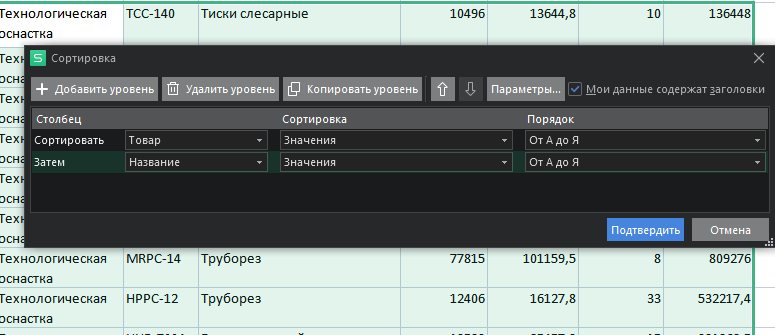 Технологическая оснастка ТСС-140 Тиски слесарные 10496 13644,8 10 136448
Техн
Сортировка
Добавить уровень Удалить уровень Копировать уровень Параметры... Мои данные содержат заголовки
Столбец Сортировка Порядок
Сортировать Товар Значения От А до Я
Затем Название Значения От А до Я
Подтвердить Отмена
Технологическая оснастка MRPC-14 Труборез 77815 101159,5 8 809276
Технологическая оснастка HPPC-12 Труборез 12406 16127,8 33 532217,4